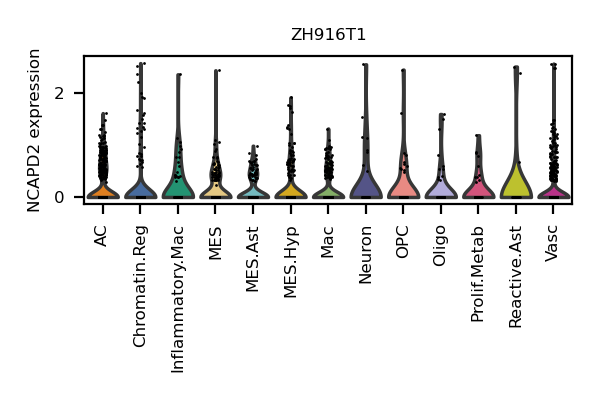 ZH916T1
NCAPD2 expression
2
0
AC
Chromatin.Reg
Inflammatory.Mac
MES
MES.Ast
MES.Hyp
Mac
Neuron
OPC
Oligo
Prolif.Metab
Reactive.Ast
Vasc